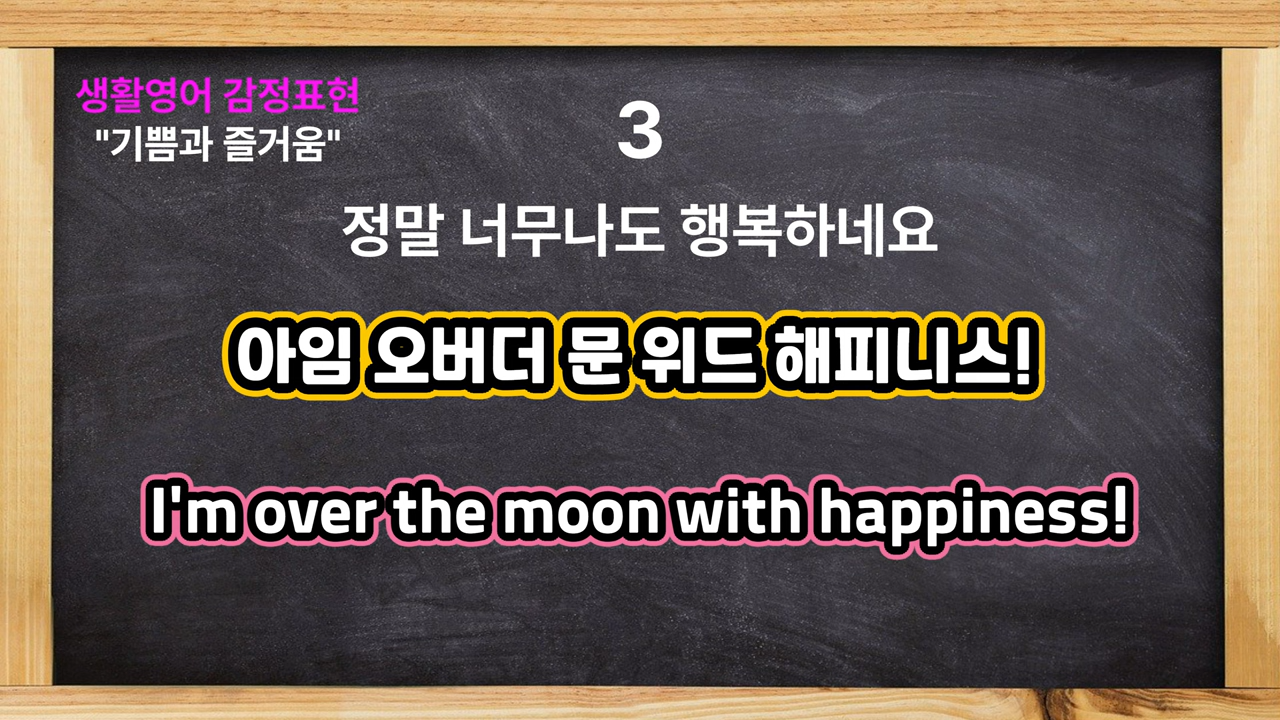 생활영어 감정표현
"기쁨과 즐거움"
3
정말 너무나도 행복하네요
아임 오버더 문 위드 해피니스!
I'm over the moon with happiness!